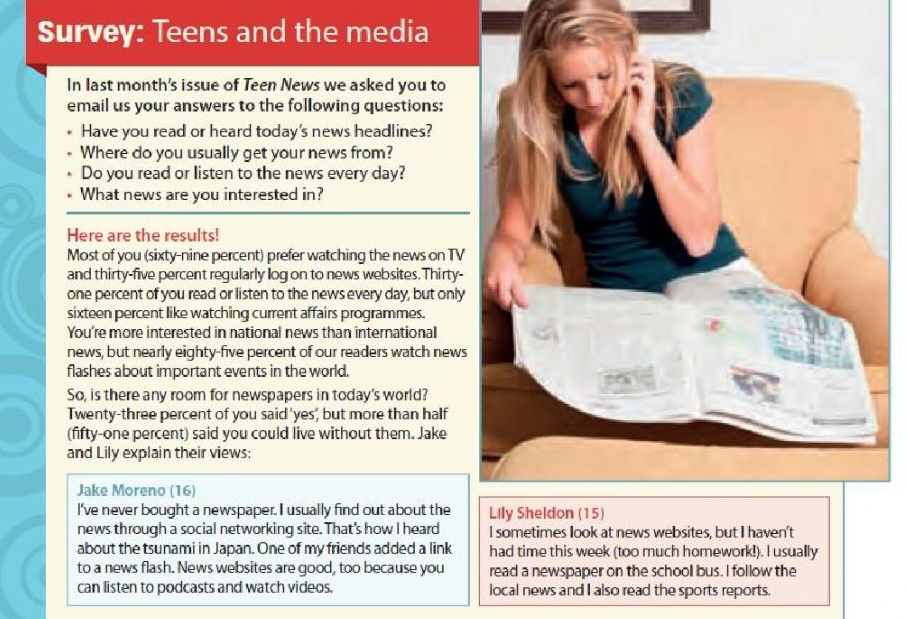 Survey: Teens and the media
In last month's issue of Teen News we asked you to
email us your answers to the following questions:
• Have you read or heard today's news headlines?
• Where do you usually get your news from?
• Do you read or listen to the news every day?
• What news are you interested in?
Here are the results!
Most of you (sixty-nine percent) prefer watching the news on TV
and thirty-five percent regularly log on to news websites. Thirty-
one percent of you read or listen to the news every day, but only
sixteen percent like watching current affairs programmes.
You're more interested in national news than international
news, but nearly eighty-five percent of our readers watch news
flashes about important events in the world.
So, is there any room for newspapers in today's world?
Twenty-three percent of you said 'yes', but more than half
(fifty-one percent) said you could live without them. Jake
and Lily explain their views:
Jake Moreno (16)
I've never bought a newspaper. I usually find out about the
news through a social networking site. That's how I heard
about the tsunami in Japan. One of my friends added a link
to a news flash. News websites are good, too because you
can listen to podcasts and watch videos.
Lily Sheldon (15)
I sometimes look at news websites, but I haven't
had time this week (too much homework!). I usually
read a newspaper on the school bus. I follow the
local news and I also read the sports reports.